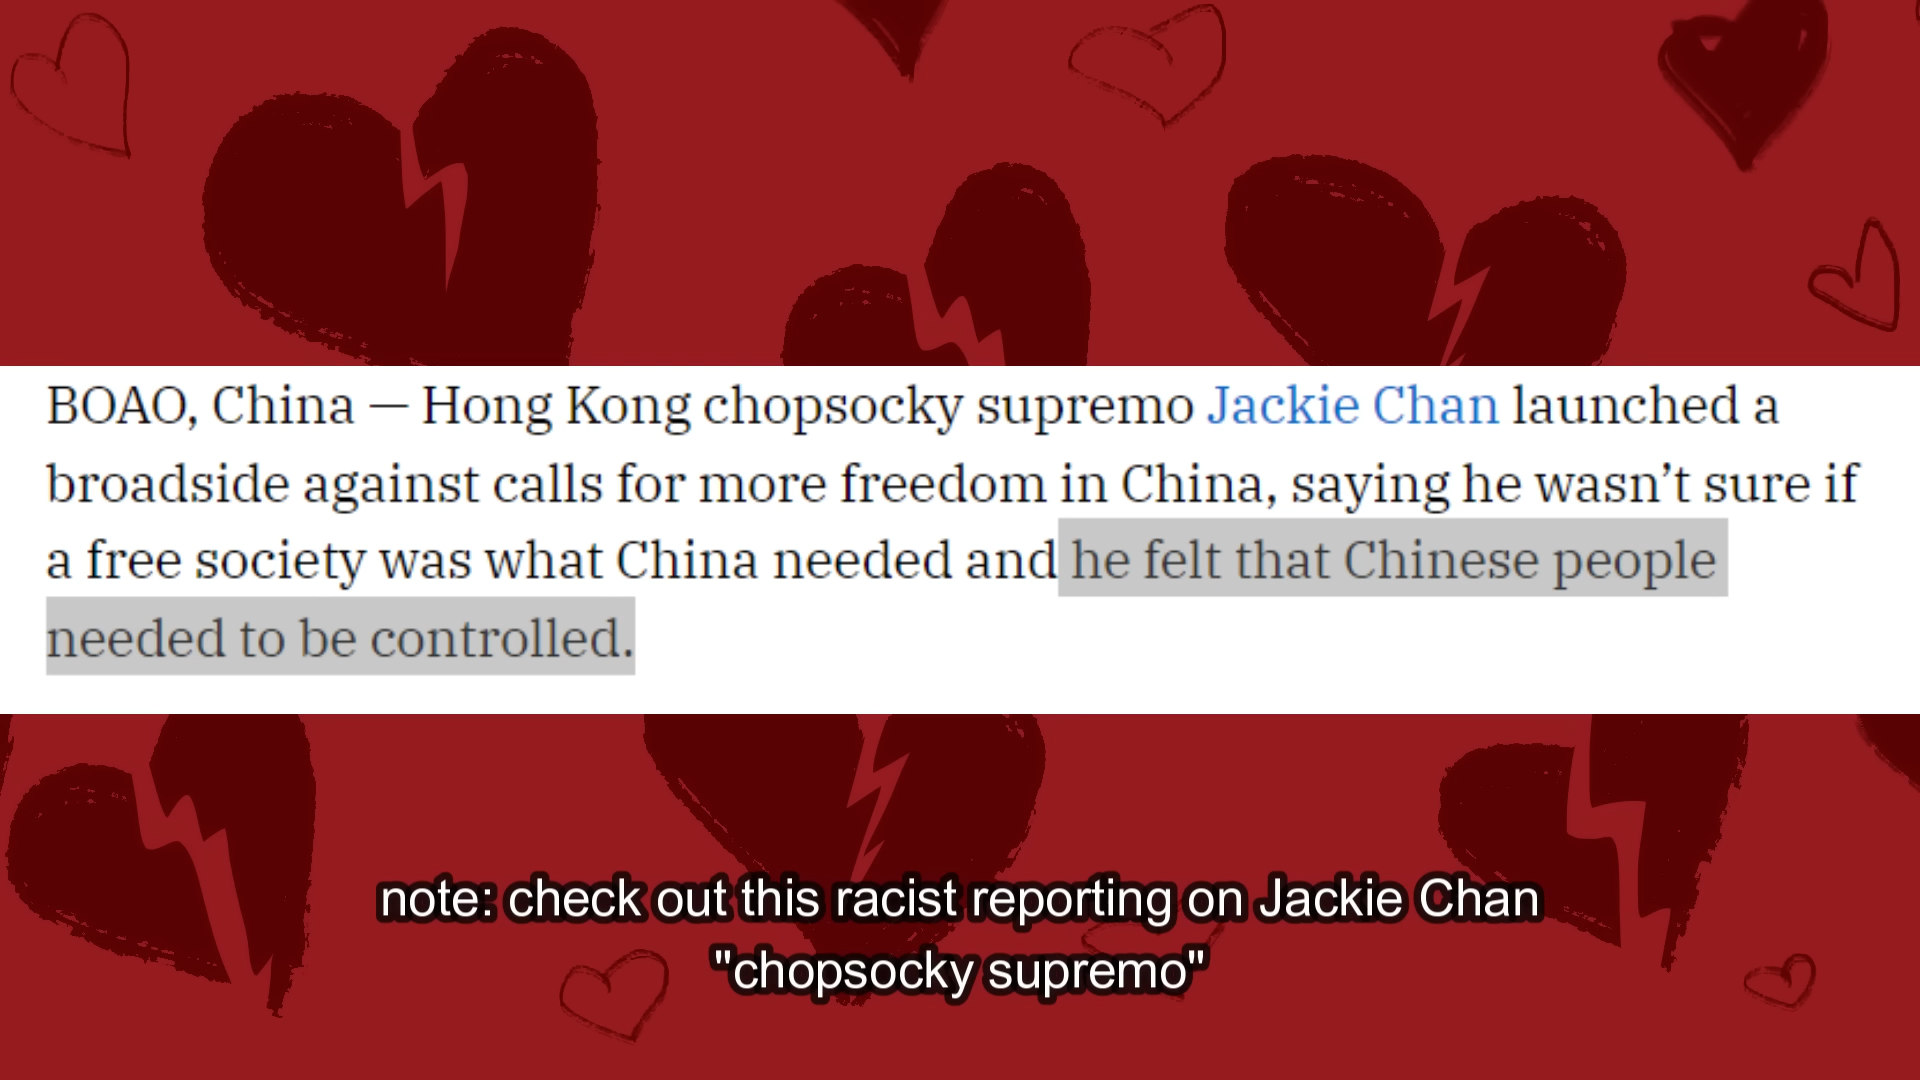 BOAO, China — Hong Kong chopsocky supremo Jackie Chan launched a
broadside against calls for more freedom in China, saying he wasn’t sure if
a free society was what China needed and he felt that Chinese people
needed to be controlled.
note: check out this racist reporting on Jackie Chan
"chopsocky supremo"